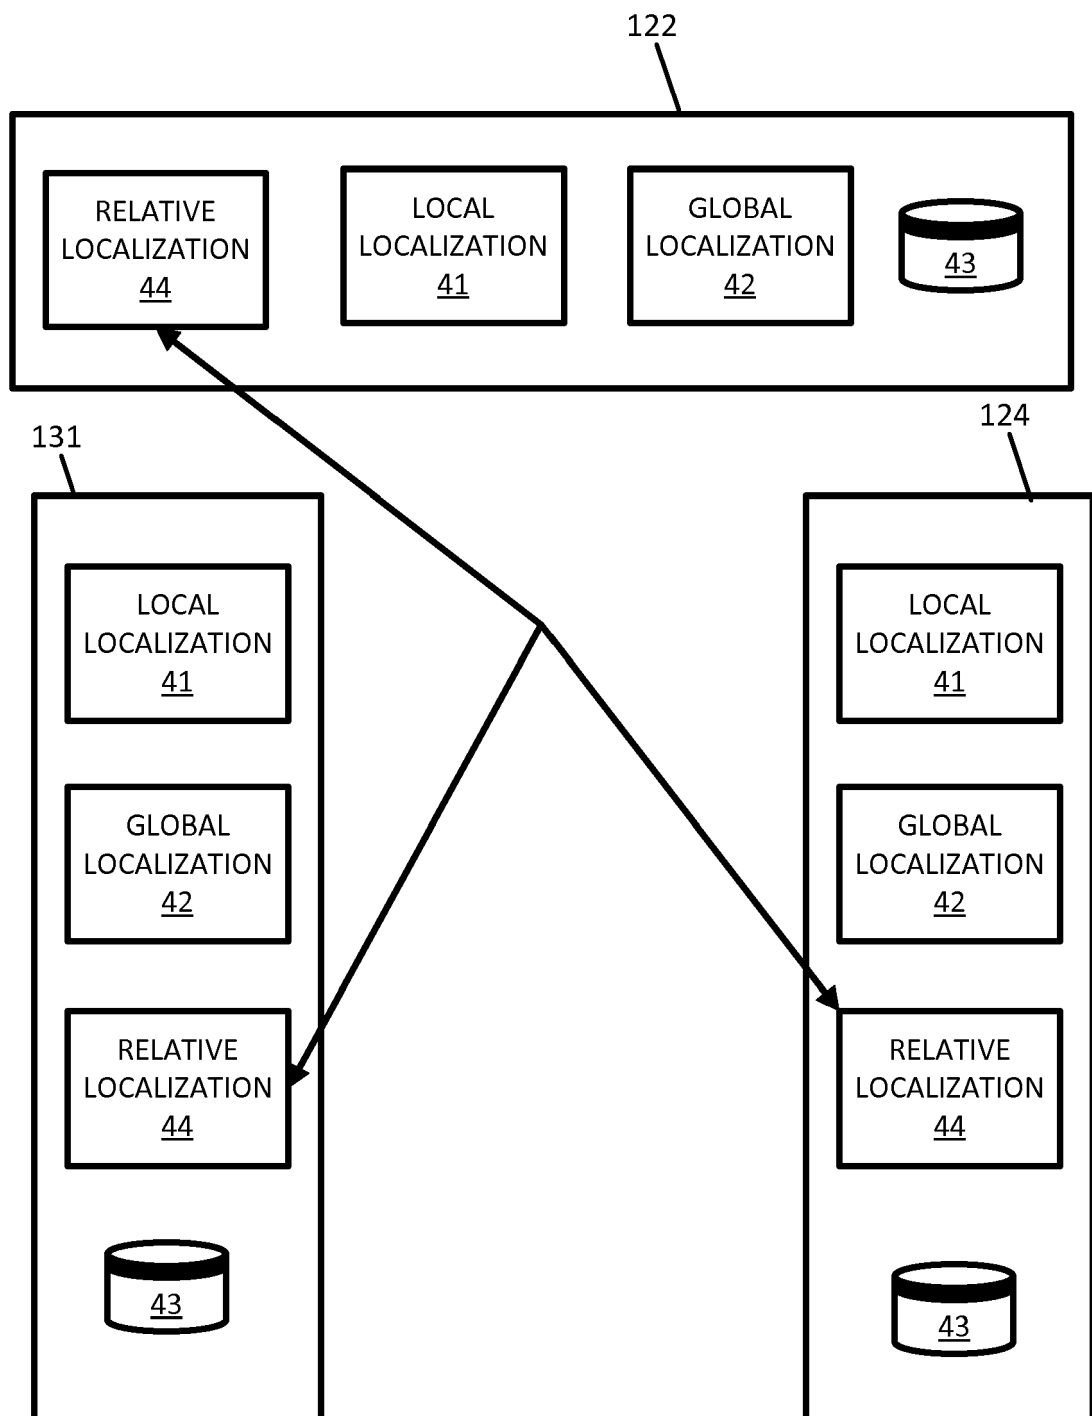 122
RELATIVE
LOCALIZATION
44
LOCAL
LOCALIZATION
41
GLOBAL
LOCALIZATION
42
43
131
LOCAL
LOCALIZATION
41
GLOBAL
LOCALIZATION
42
RELATIVE
LOCALIZATION
44
43
124
LOCAL
LOCALIZATION
41
GLOBAL
LOCALIZATION
42
RELATIVE
LOCALIZATION
44
43